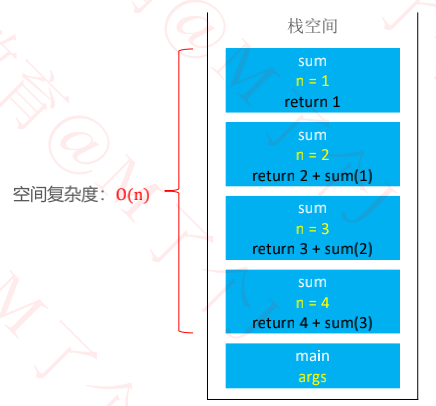 栈空间
sum
n = 1
return 1
sum
n = 2
return 2 + sum(1)
空间复杂度：O(n)
sum
n = 3
return 3 + sum(2)
sum
n = 4
return 4 + sum(3)
main
args